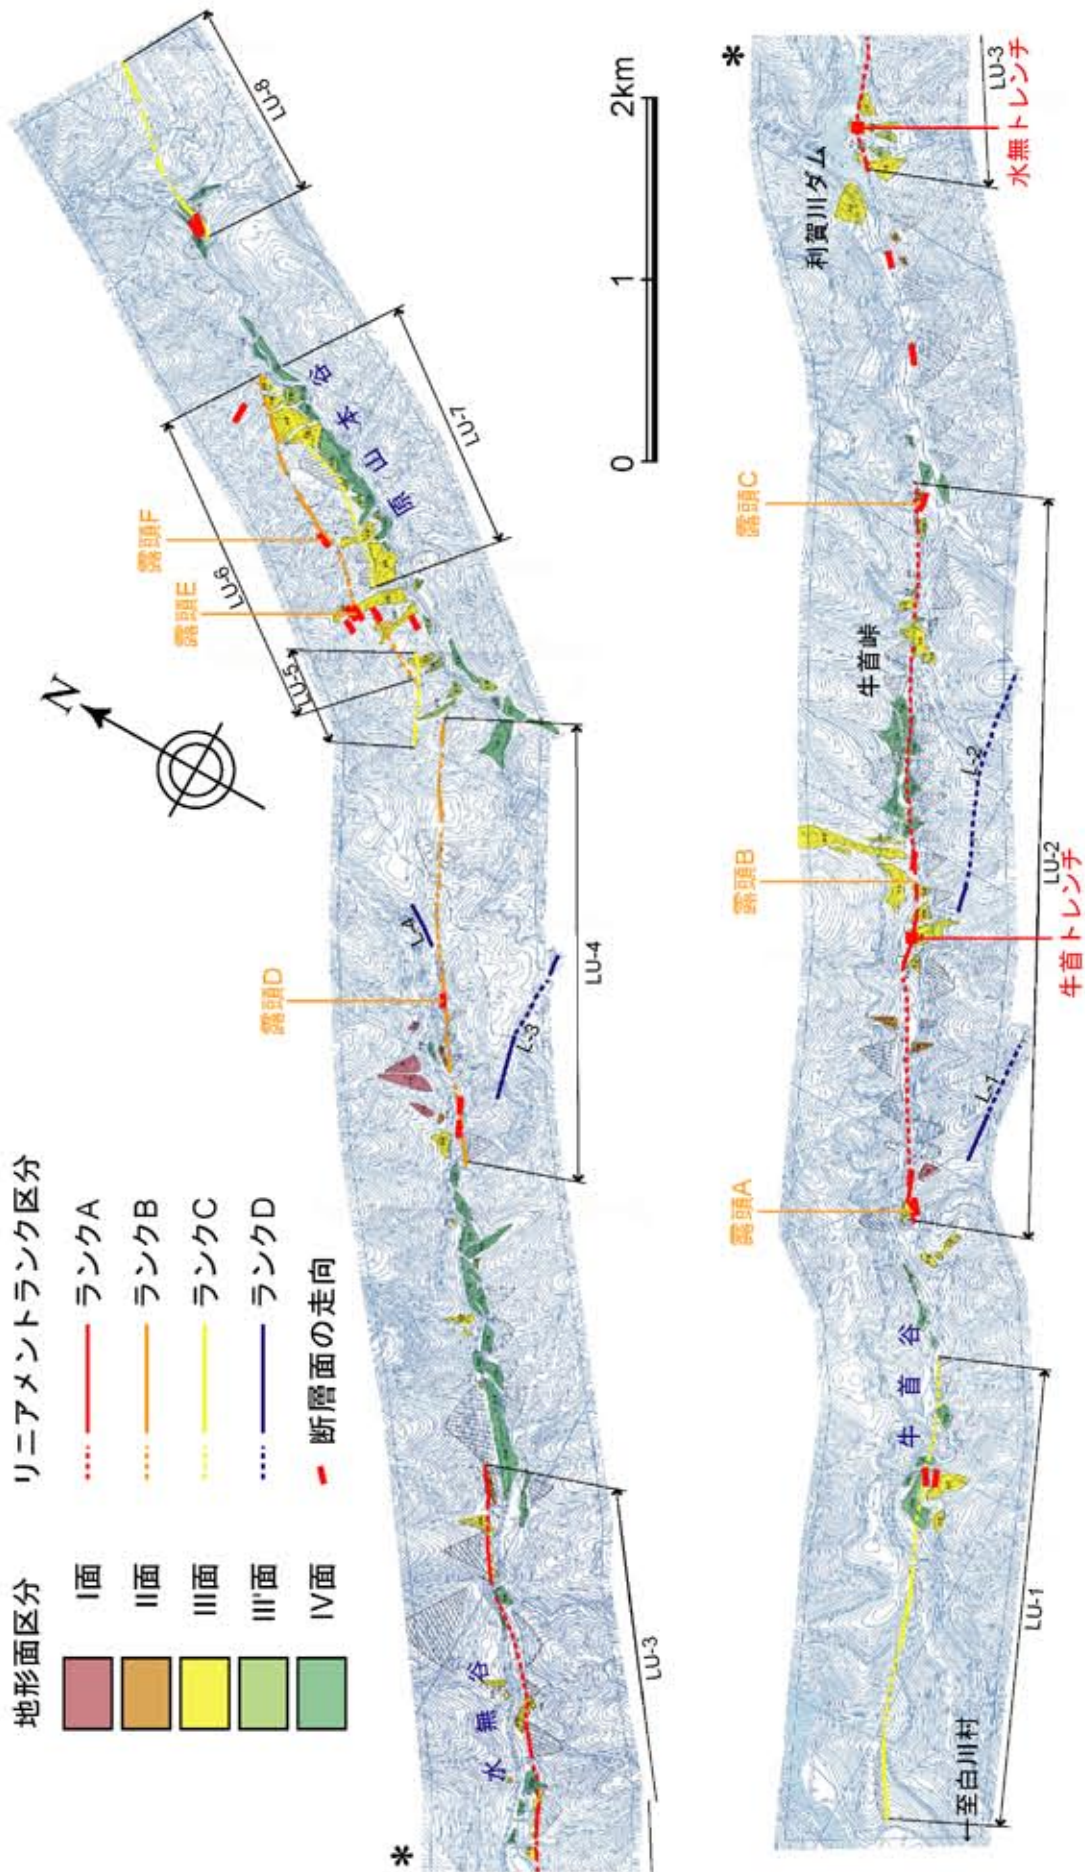 地形面区分
I面
II面
III面
III'面
IV面
リニアメントランク区分
ランクA
ランクB
ランクC
ランクD
断層面の走向
N
0
1
2km
*
水無谷
LU-3
LU-4
露頭D
L-3
L-4
LU-5
LU-6
露頭E
露頭F
原山本谷
LU-7
LU-8
←至白川村
LU-1
牛首谷
露頭A
L-1
牛首トレンチ
露頭B
LU-2
L-2
牛首峠
露頭C
利賀川ダム
水無トレンチ
LU-3
*